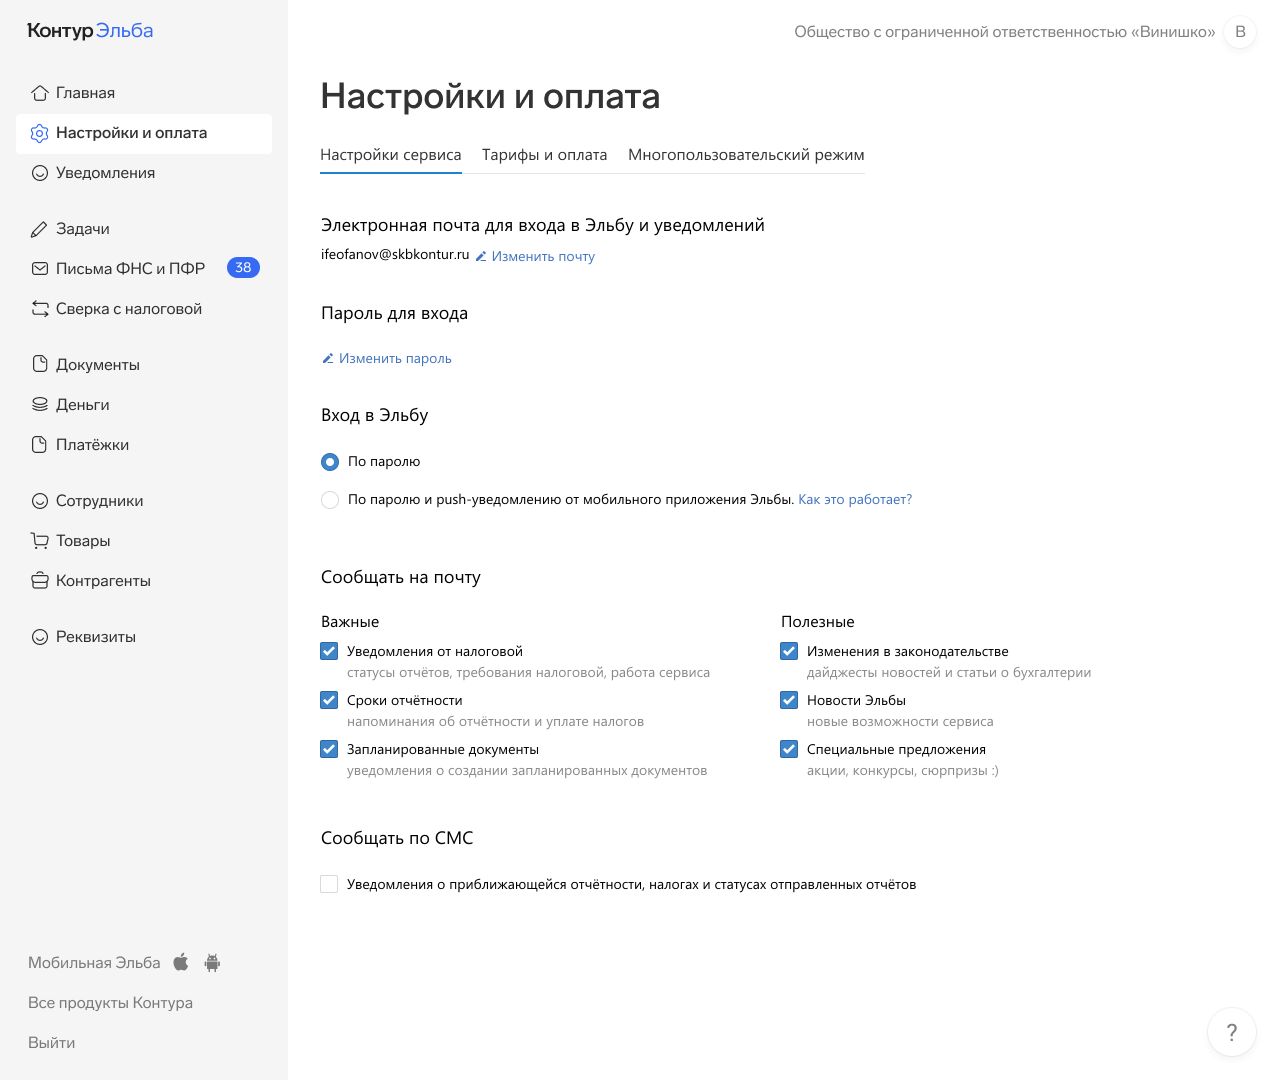 Контур Эльба
Общество с ограниченной ответственностью «Винишко»
В
Главная
Настройки и оплата
Уведомления
Задачи
Письма ФНС и ПФР
38
Сверка с налоговой
Документы
Деньги
Платёжки
Сотрудники
Товары
Контрагенты
Реквизиты
Мобильная Эльба
Все продукты Контура
Выйти
Настройки и оплата
Настройки сервиса
Тарифы и оплата
Многопользовательский режим
Электронная почта для входа в Эльбу и уведомлений
ifeofanov@skbkontur.ru Изменить почту
Пароль для входа
Изменить пароль
Вход в Эльбу
По паролю
По паролю и push-уведомлению от мобильного приложения Эльбы. Как это работает?
Сообщать на почту
Важные
Уведомления от налоговой
статусы отчётов, требования налоговой, работа сервиса
Сроки отчётности
напоминания об отчётности и уплате налогов
Запланированные документы
уведомления о создании запланированных документов
Полезные
Изменения в законодательстве
дайджесты новостей и статьи о бухгалтерии
Новости Эльбы
новые возможности сервиса
Специальные предложения
акции, конкурсы, сюрпризы :)
Сообщать по СМС
Уведомления о приближающейся отчётности, налогах и статусах отправленных отчётов
?